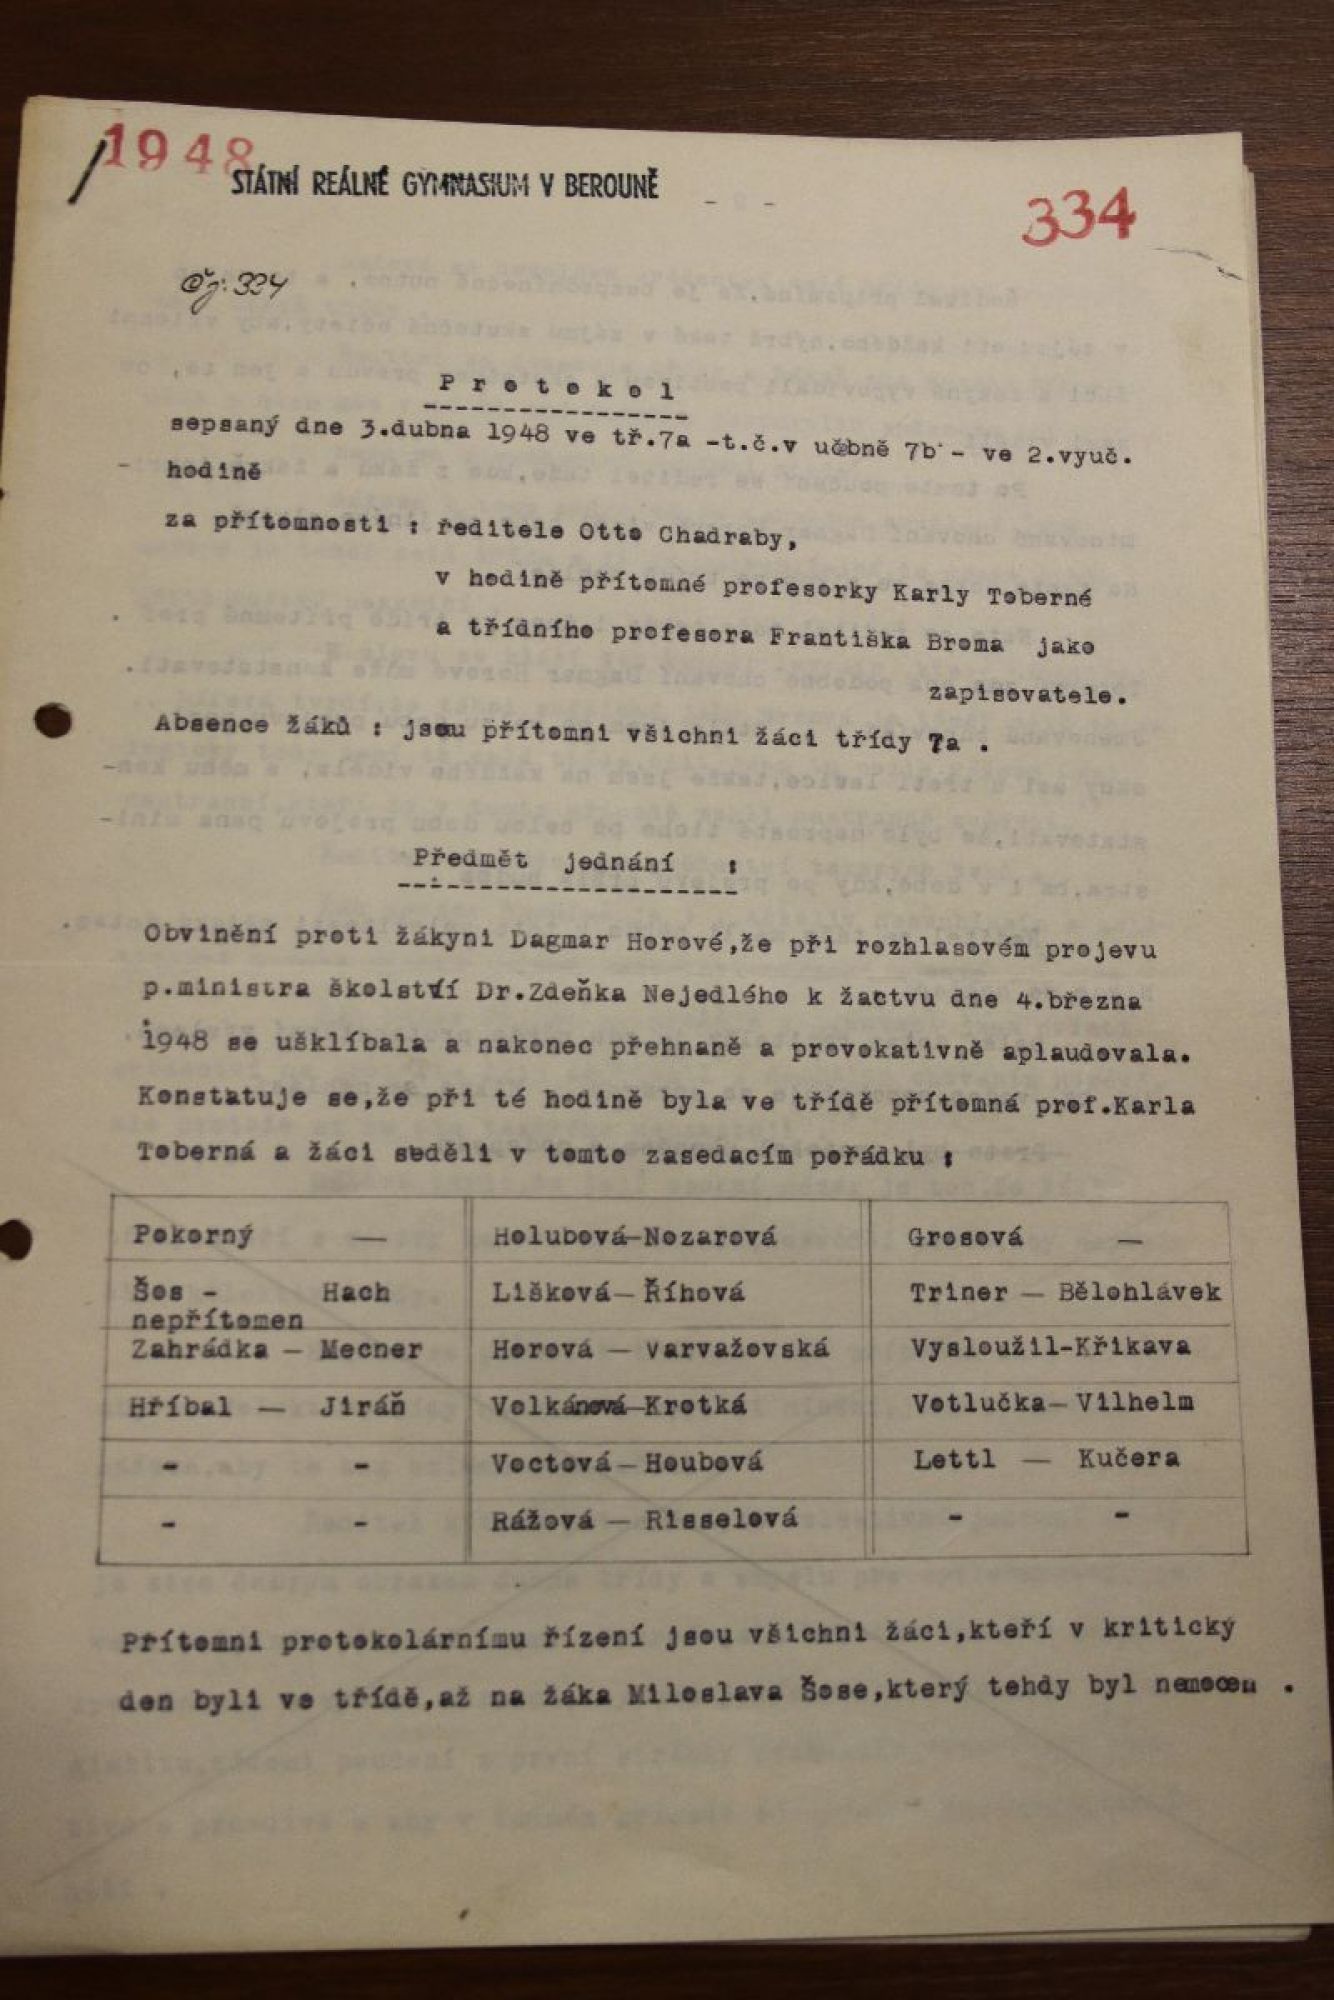 1948
STÁTNÍ REÁLNÉ GYMNASIUM V BEROUNĚ
334
Čj. 334
P r o t o k o l
sepsaný dne 3.dubna 1948 ve tř.7a -t.č.v učebně 7b - ve 2.vyuč.
hodině
za přítomnosti : ředitele Otto Chadraby,
v hodině přítomné profesorky Karly Toberné
a třídního profesora Františka Broma jako
zapisovatele.
Absence žáků : jsou přítomni všichni žáci třídy 7a .
Předmět jednání :
Obvinění proti žákyni Dagmar Horové,že při rozhlasovém projevu
p.ministra školství Dr.Zdeňka Nejedlého k žactvu dne 4.března
1948 se ušklíbala a nakonec přehnaně a provokativně aplaudovala.
Konstatuje se,že při té hodině byla ve třídě přítomná prof.Karla
Toberná a žáci seděli v tomto zasedacím pořádku :
Pokorný — Holubová—Nozarová Grosová —
Šos - Hach Lišková—Říhová Triner — Bělohlávek
nepřítomen
Zahrádka — Mecner Horová — Varvažovská Vysloužil-Křikava
Hříbal — Jiráň Volkánová—Krotká Votlučka—Vilhelm
- - Voctová—Houbová Lettl — Kučera
- - Rážová — Risselová - -
Přítomni protokolárnímu řízení jsou všichni žáci,kteří v kritický
den byli ve třídě,až na žáka Miloslava Šose,který tehdy byl nemocen .